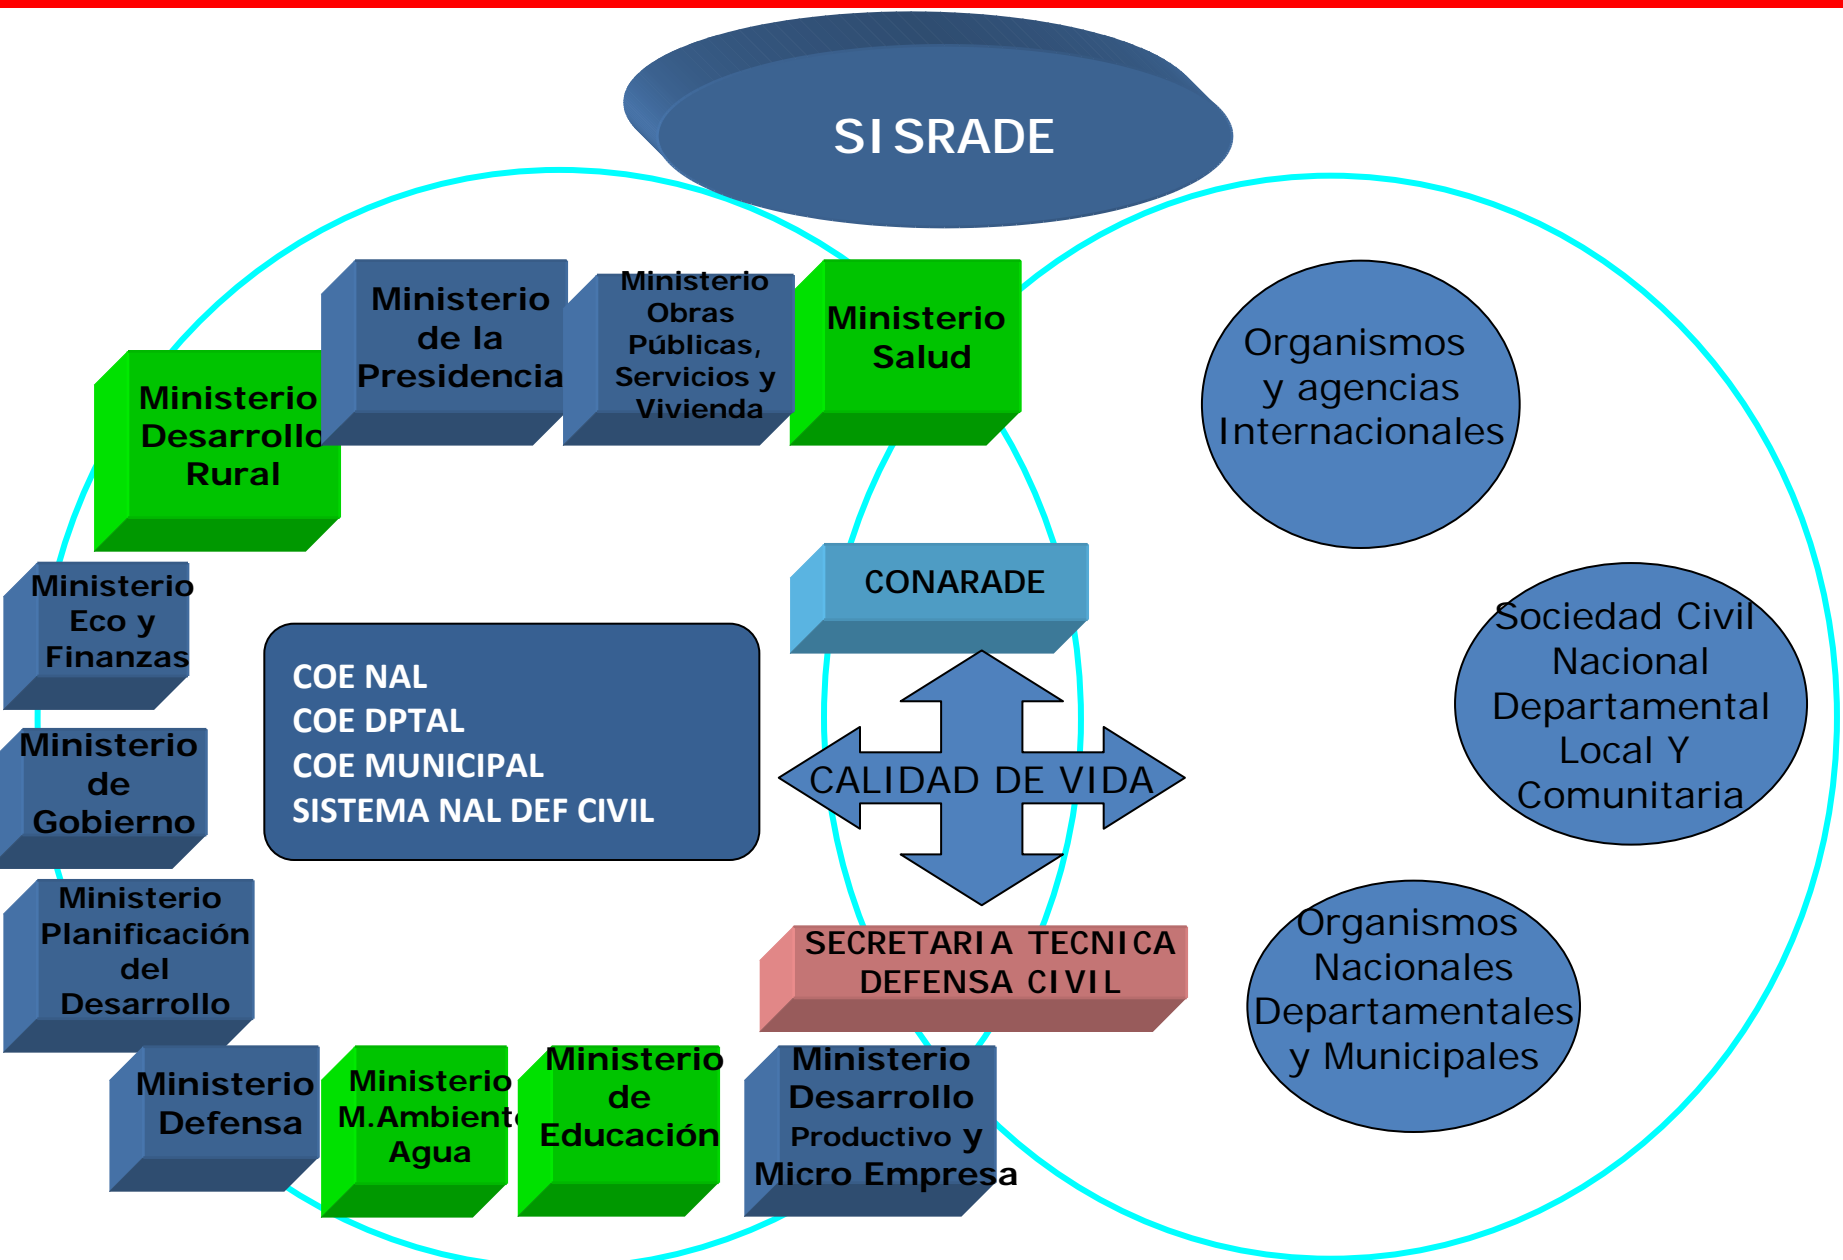 SISRADE
Ministerio
de la
Presidencia
Ministerio
Obras
Públicas,
Servicios y
Vivienda
Ministerio
Salud
Ministerio
Desarrollo
Rural
Ministerio
Eco y
Finanzas
Ministerio
de
Gobierno
Ministerio
Planificación
del
Desarrollo
Ministerio
Defensa
Ministerio
M.Ambiente
Agua
Ministerio
de
Educación
Ministerio
Desarrollo
Productivo y
Micro Empresa
COE NAL
COE DPTAL
COE MUNICIPAL
SISTEMA NAL DEF CIVIL
CONARADE
CALIDAD DE VIDA
SECRETARIA TECNICA
DEFENSA CIVIL
Organismos
y agencias
Internacionales
Sociedad Civil
Nacional
Departamental
Local Y
Comunitaria
Organismos
Nacionales
Departamentales
y Municipales